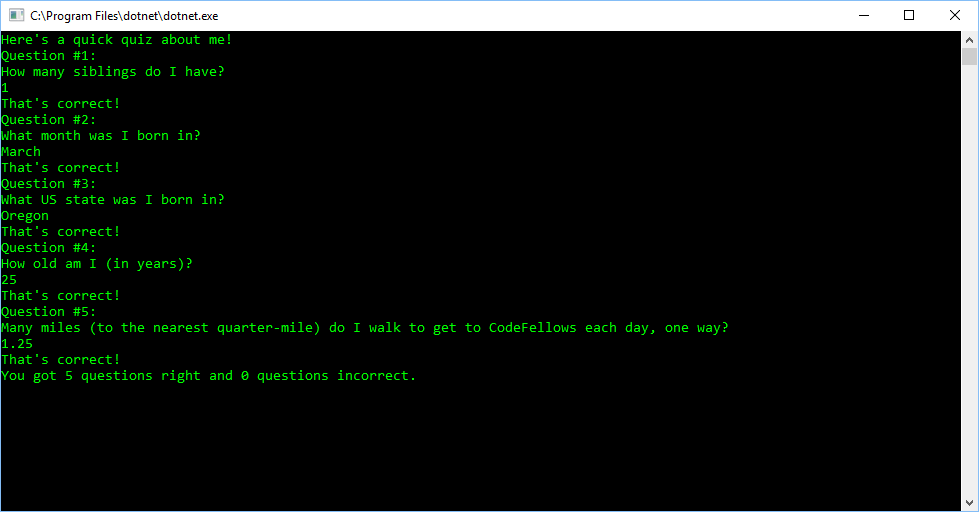 C:\Program Files\dotnet\dotnet.exe
Here's a quick quiz about me!
Question #1:
How many siblings do I have?
1
That's correct!
Question #2:
What month was I born in?
March
That's correct!
Question #3:
What US state was I born in?
Oregon
That's correct!
Question #4:
How old am I (in years)?
25
That's correct!
Question #5:
Many miles (to the nearest quarter-mile) do I walk to get to CodeFellows each day, one way?
1.25
That's correct!
You got 5 questions right and 0 questions incorrect.